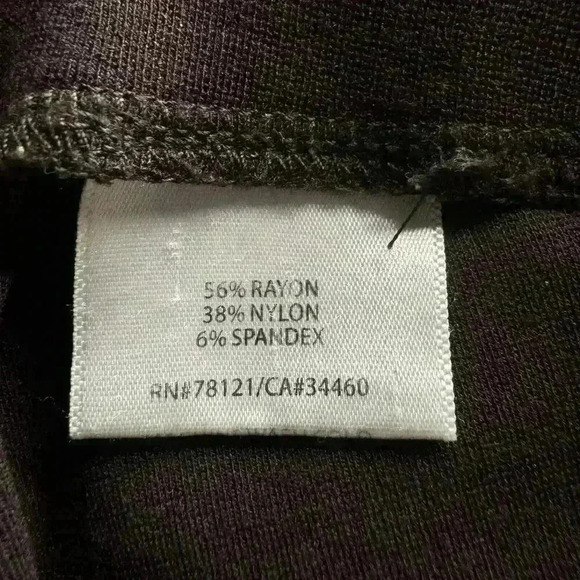 56% RAYON
38% NYLON
6% SPANDEX
RN#78121/CA#34460